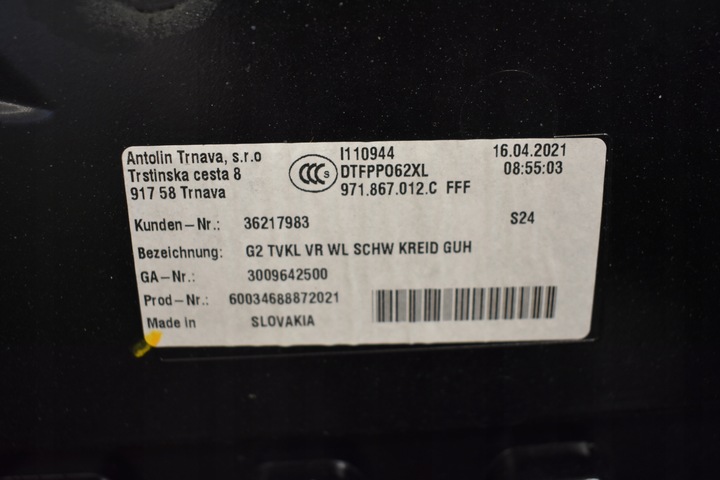 Antolin Trnava, s.r.o
Trstinska cesta 8
917 58 Trnava
CCC S
I110944
DTFPPO62XL
971.867.012.C FFF
16.04.2021
08:55:03
Kunden-Nr.: 36217983
S24
Bezeichnung: G2 TVKL VR WL SCHW KREID GUH
GA-Nr.: 3009642500
Prod-Nr.: 60034688872021
Made in SLOVAKIA